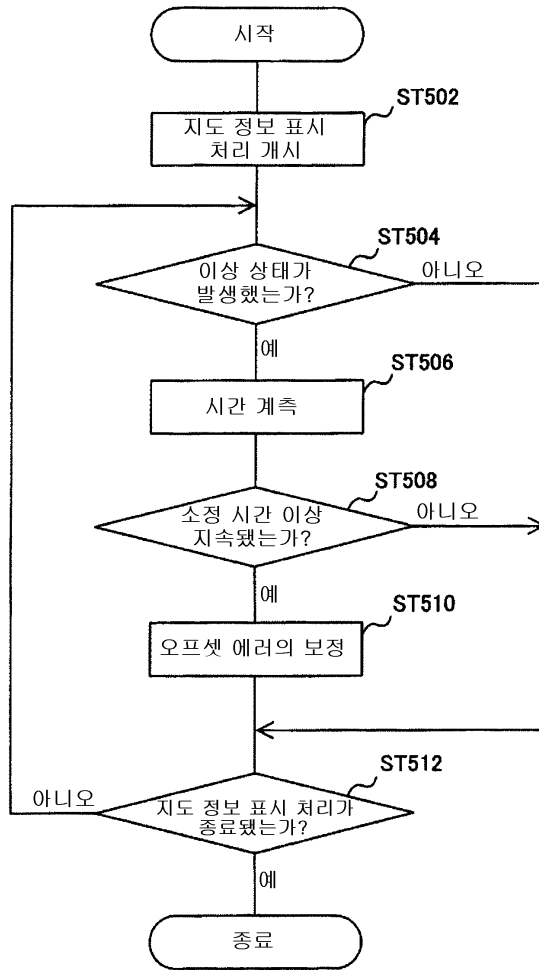 시작
ST502
지도 정보 표시
처리 개시
ST504
이상 상태가
발생했는가?
아니오
예
ST506
시간 계측
ST508
소정 시간 이상
지속됐는가?
아니오
예
ST510
오프셋 에러의 보정
ST512
지도 정보 표시 처리가
종료됐는가?
아니오
예
종료